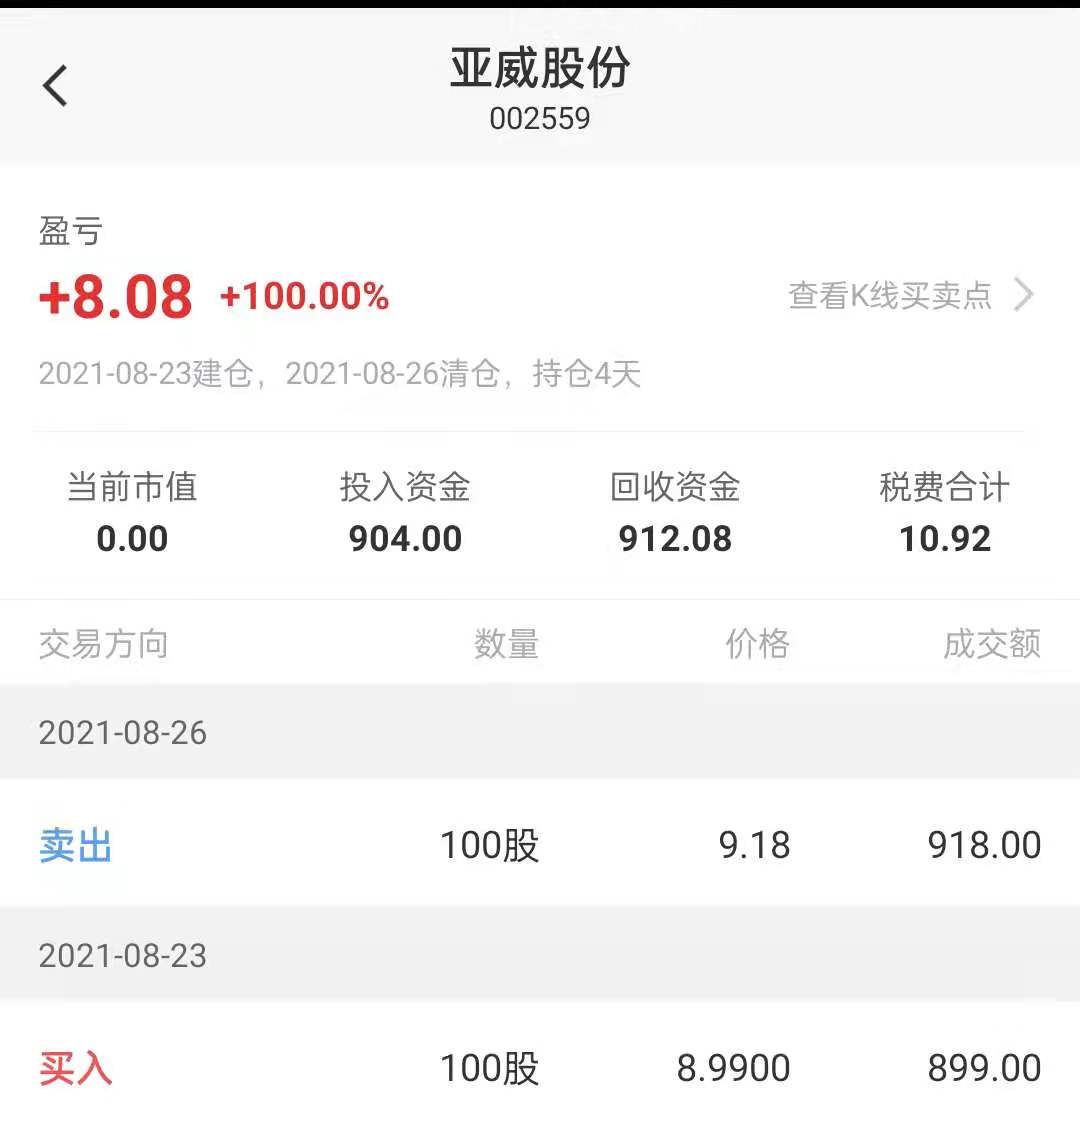 亚威股份
002559
盈亏
+8.08 +100.00% 查看K线买卖点
2021-08-23建仓，2021-08-26清仓，持仓4天
当前市值 投入资金 回收资金 税费合计
0.00 904.00 912.08 10.92
交易方向 数量 价格 成交额
2021-08-26
卖出 100股 9.18 918.00
2021-08-23
买入 100股 8.9900 899.00